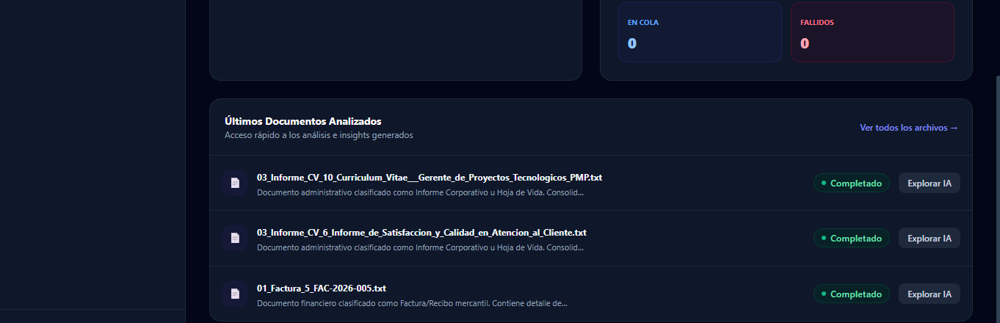 EN COLA
0
FALLIDOS
0
Últimos Documentos Analizados
Acceso rápido a los análisis e insights generados
Ver todos los archivos →
03_Informe_CV_10_Curriculum_Vitae___Gerente_de_Proyectos_Tecnologicos_PMP.txt
Documento administrativo clasificado como Informe Corporativo u Hoja de Vida. Consolid...
Completado
Explorar IA
03_Informe_CV_6_Informe_de_Satisfaccion_y_Calidad_en_Atencion_al_Cliente.txt
Documento administrativo clasificado como Informe Corporativo u Hoja de Vida. Consolid...
Completado
Explorar IA
01_Factura_5_FAC-2026-005.txt
Documento financiero clasificado como Factura/Recibo mercantil. Contiene detalle de...
Completado
Explorar IA